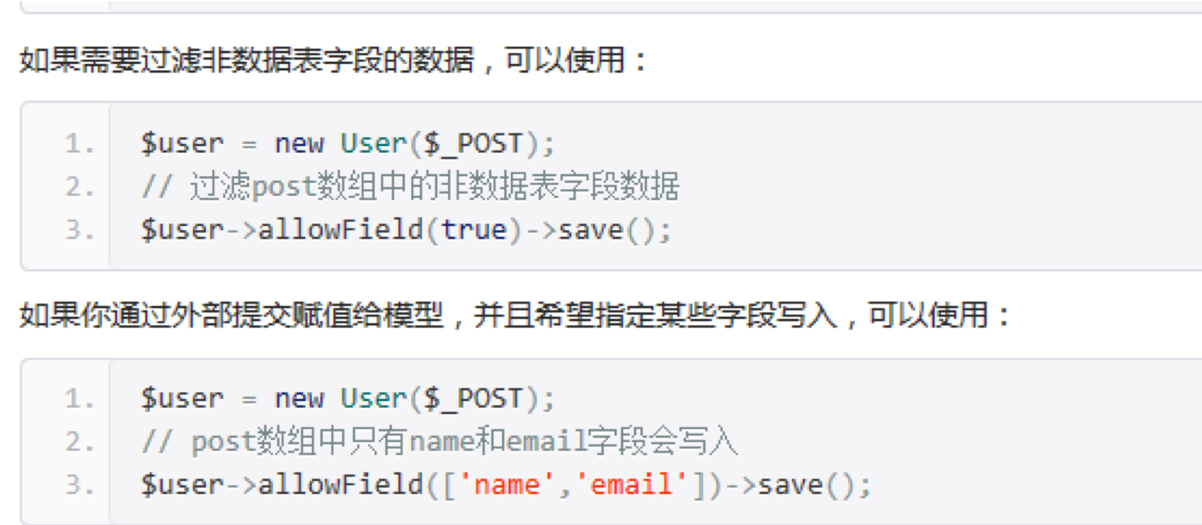 如果需要过滤非数据表字段的数据，可以使用：
1. $user = new User($_POST);
2. // 过滤post数组中的非数据表字段数据
3. $user->allowField(true)->save();
如果你通过外部提交赋值给模型，并且希望指定某些字段写入，可以使用：
1. $user = new User($_POST);
2. // post数组中只有name和email字段会写入
3. $user->allowField(['name','email'])->save();